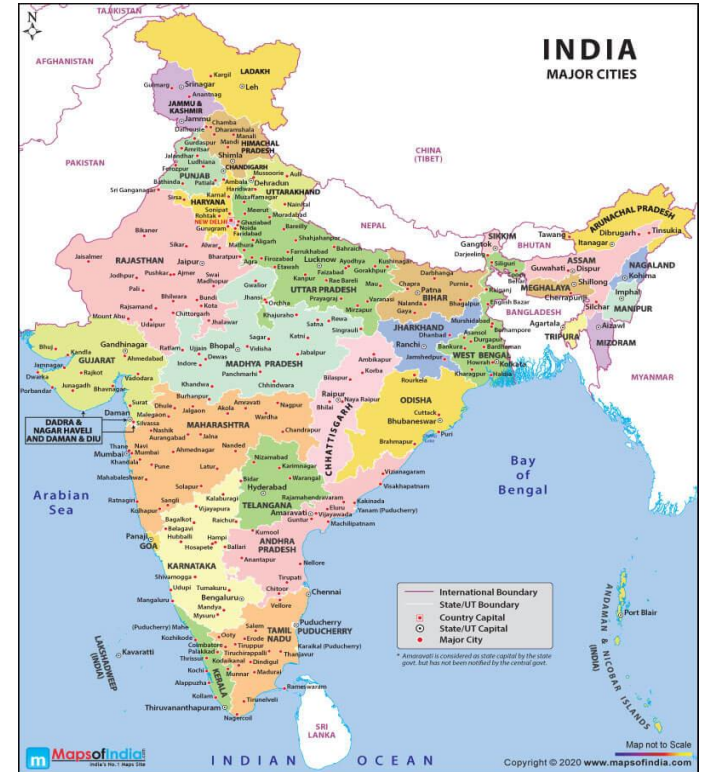 INDIA
MAJOR CITIES
N
TAJIKISTAN
AFGHANISTAN
PAKISTAN
CHINA
(TIBET)
NEPAL
BHUTAN
BANGLADESH
MYANMAR
SRI
LANKA
LADAKH
Kargil
Leh
Gulmarg
Srinagar
Anantnag
JAMMU &
KASHMIR
Jammu
Chamba
Dalhousie
Dharamshala
Manali
Mandi
HIMACHAL
PRADESH
Shimla
Gurdaspur
Amritsar
Jalandhar
Ludhiana
Ferozpur
PUNJAB
CHANDIGARH
Bathinda
Patiala
Ambala
Mussoorie
Auli
Dehradun
Haridwar
UTTARAKHAND
Nainital
Sri Ganganagar
Sirsa
HARYANA
Karnal
Muzaffarnagar
Sonipat
Rohtak
Meerut
NEW DELHI
Ghaziabad
Moradabad
Gurugram
Noida
Faridabad
Bareilly
Bikaner
Sikar
Alwar
Mathura
Aligarh
Shahjahanpur
Jaisalmer
RAJASTHAN
Jaipur
Bharatpur
Agra
Firozabad
Farrukhabad
Bahraich
Etawah
Lucknow
Ayodhya
Kushinagar
Faizabad
Gorakhpur
Jodhpur
Pushkar
Ajmer
Swai
Madhopur
Gwalior
Kanpur
Rae Bareli
Mau
UTTAR PRADESH
Pali
Bhilwara
Bundi
Kota
Jhansi
Orchha
Prayagraj
Varanasi
Rajsamand
Chittorgarh
Khajuraho
Mirzapur
Mount Abu
Udaipur
Jhalawar
Satna
Rewa
Singrauli
Darbhanga
Chapra
Patna
Purnia
BIHAR
Nalanda
Gaya
Bhagalpur
SIKKIM
Gangtok
Darjeeling
Siliguri
Raiganj
English Bazar
ARUNACHAL PRADESH
Tawang
Itanagar
Dibrugarh
Tinsukia
ASSAM
Guwahati
Dispur
NAGALAND
Kohima
MEGHALAYA
Shillong
Cherrapunji
Silchar
Imphal
MANIPUR
Agartala
TRIPURA
Aizawl
MIZORAM
JHARKHAND
Dhanbad
Ranchi
Jamshedpur
Murshidabad
Berhampore
Asansol
Durgapur
Bankura
Bardhaman
WEST BENGAL
Howrah
Kolkata
Kharagpur
Haldia
Bhuj
Kandla
Gandhinagar
Ahmedabad
GUJARAT
Jamnagar
Rajkot
Dwarka
Junagadh
Vadodara
Porbandar
Bhavnagar
Surat
Ratlam
Ujjain
Bhopal
Sagar
Katni
Vidisha
Indore
Dewas
Jabalpur
MADHYA PRADESH
Panchmarhi
Khandwa
Chhindwara
Ambikapur
Korba
Bilaspur
Raipur
Naya Raipur
Bhilai
CHHATTISGARH
Rourkela
ODISHA
Cuttack
Bhubaneswar
Puri
Brahmapur
DADRA &
NAGAR HAVELI
AND DAMAN & DIU
Daman
Silvassa
Burhanpur
Dhule
Jalgaon
Akola
Amravati
Nagpur
Wardha
Malegaon
MAHARASHTRA
Nashik
Aurangabad
Jalna
Chandrapur
Thane
Navi
Mumbai
Mumbai
Ahmednagar
Nanded
Khandala
Pune
Latur
Mahabaleshwar
Solapur
Ratnagiri
Sangli
Kolhapur
Nizamabad
Karimnagar
Bidar
Warangal
Hyderabad
TELANGANA
Vizianagaram
Visakhapatnam
Rajamahendravaram
Kakinada
Yanam (Puducherry)
Eluru
Amaravati
Vijayawada
Guntur
Machilipatnam
Kalaburagi
Vijayapura
Bagalkot
Raichur
Belagavi
Hubballi
Hampi
Hosapete
Ballari
Kurnool
ANDHRA
PRADESH
Anantapur
Nellore
Tirupati
Chitoor
Panaji
GOA
KARNATAKA
Shivamogga
Udupi
Tumakuru
Bengaluru
Mangaluru
Mandya
Mysuru
Chennai
Vellore
Puducherry
PUDUCHERRY
(Puducherry) Mahe
Ooty
Salem
TAMIL
NADU
Kozhikode
Erode
Coimbatore
Tiruppur
Karaikal (Puducherry)
Palakkad
Tiruchirappalli
Thanjavur
Thrissur
Kodaikanal
Dindigul
Kochi
Munnar
Madurai
KERALA
Alappuzha
Rameswaram
Kollam
Tirunelveli
Thiruvananthapuram
Nagercoil
LAKSHADWEEP
(INDIA)
Kavaratti
Arabian
Sea
Bay
of
Bengal
INDIAN OCEAN
ANDAMAN & NICOBAR ISLANDS
(INDIA)
Port Blair
International Boundary
State/UT Boundary
Country Capital
State/UT Capital
Major City
* Amaravati is considered as state capital by the state
govt. but has not been notified by the central govt.
m
MapsofIndia.com
India's No. 1 Maps Site
Map not to Scale
Copyright © 2020 www.mapsofindia.com